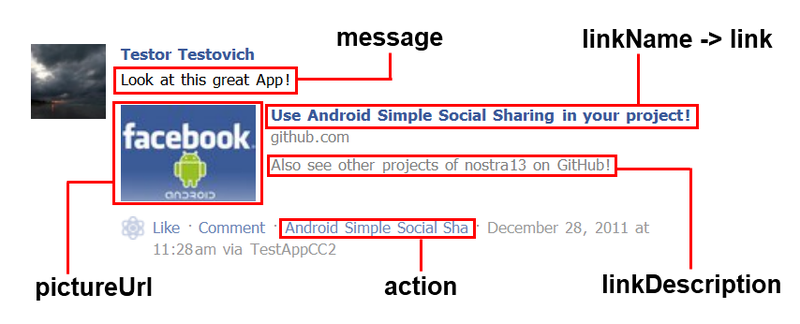 message
linkName -> link
Testor Testovich
Look at this great App!
facebook
ANDROID
Use Android Simple Social Sharing in your project!
github.com
Also see other projects of nostra13 on GitHub!
Like · Comment · Android Simple Social Sha · December 28, 2011 at
11:28am via TestAppCC2
pictureUrl
action
linkDescription